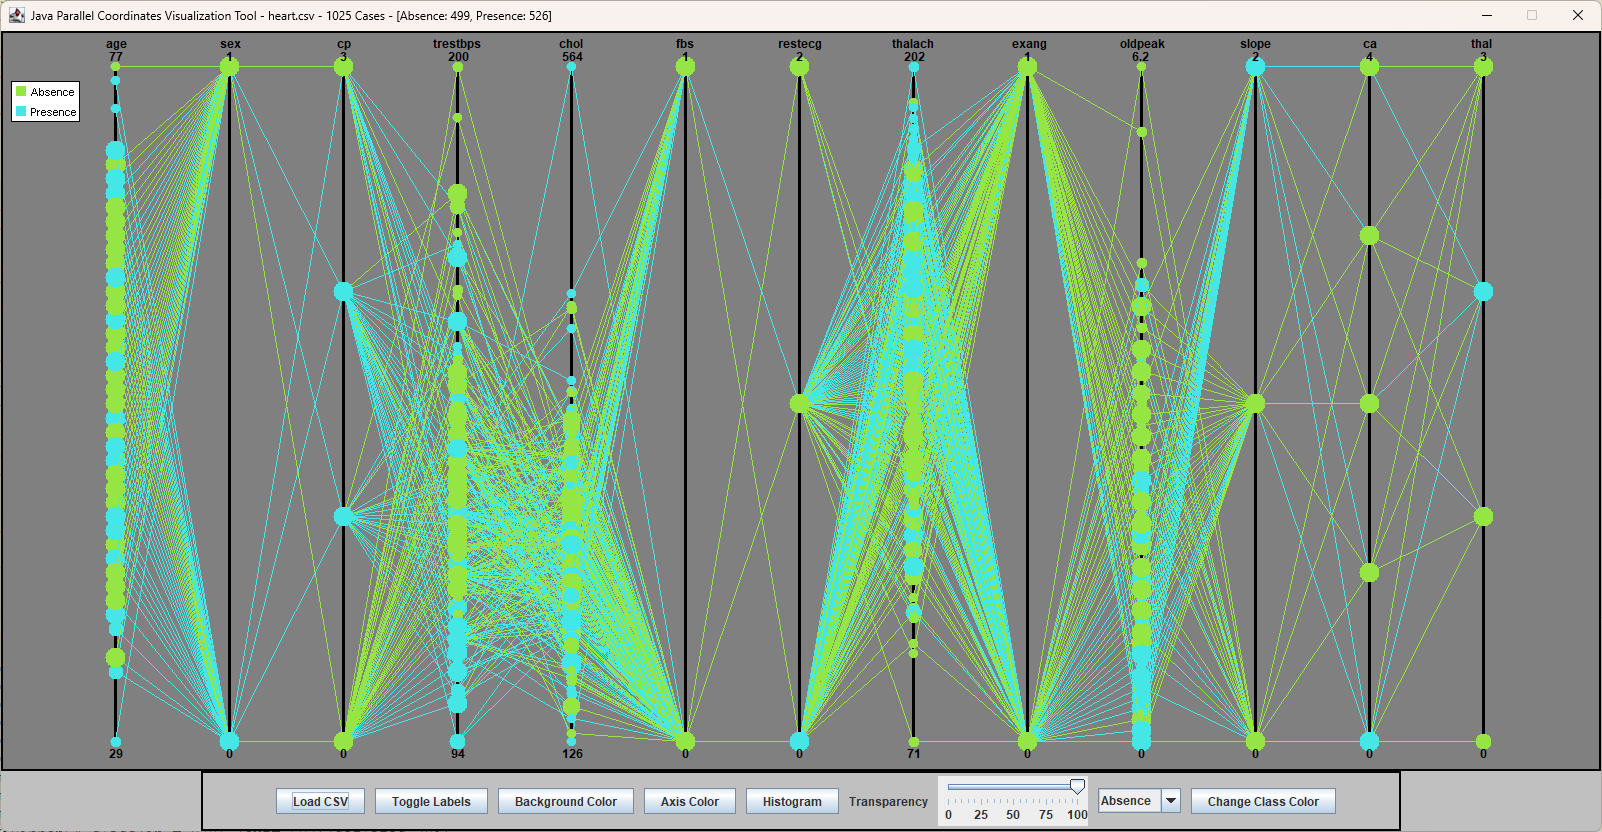 Java Parallel Coordinates Visualization Tool - heart.csv - 1025 Cases - [Absence: 499, Presence: 526]
age sex cp trestbps chol fbs restecg thalach exang oldpeak slope ca thal
77 1 3 200 564 1 2 202 1 6.2 2 4 3
Absence
Presence
29 0 0 94 126 0 0 71 0 0 0 0 0
Load CSV Toggle Labels Background Color Axis Color Histogram Transparency Absence Change Class Color
0 25 50 75 100